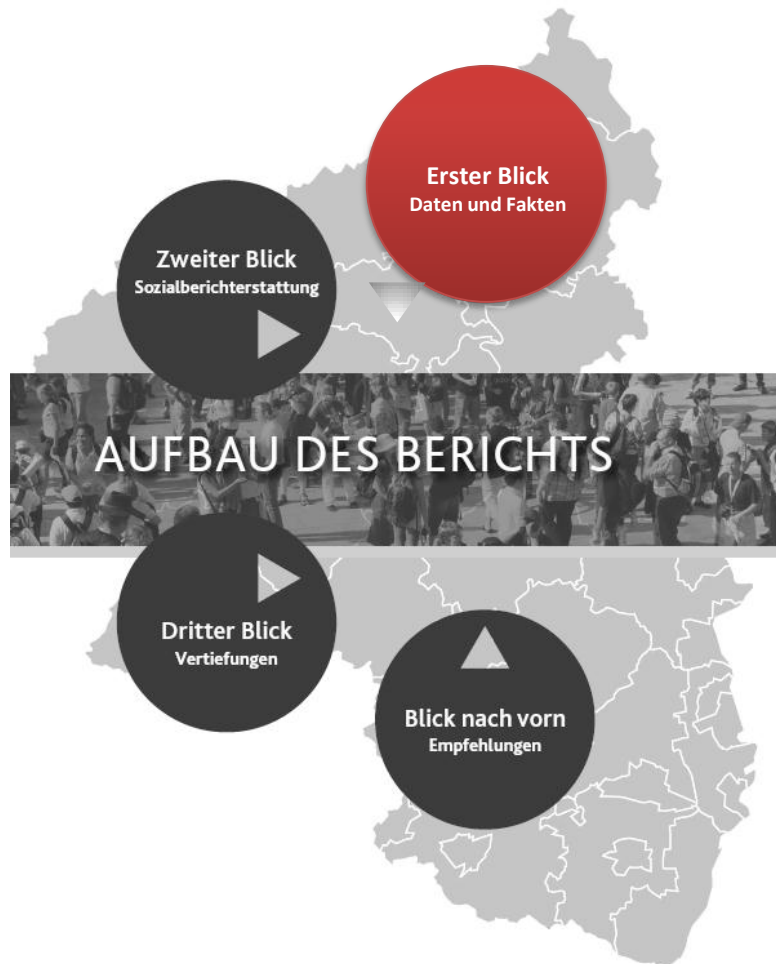 Erster Blick
Daten und Fakten
Zweiter Blick
Sozialberichterstattung
AUFBAU DES BERICHTS
Dritter Blick
Vertiefungen
Blick nach vorn
Empfehlungen